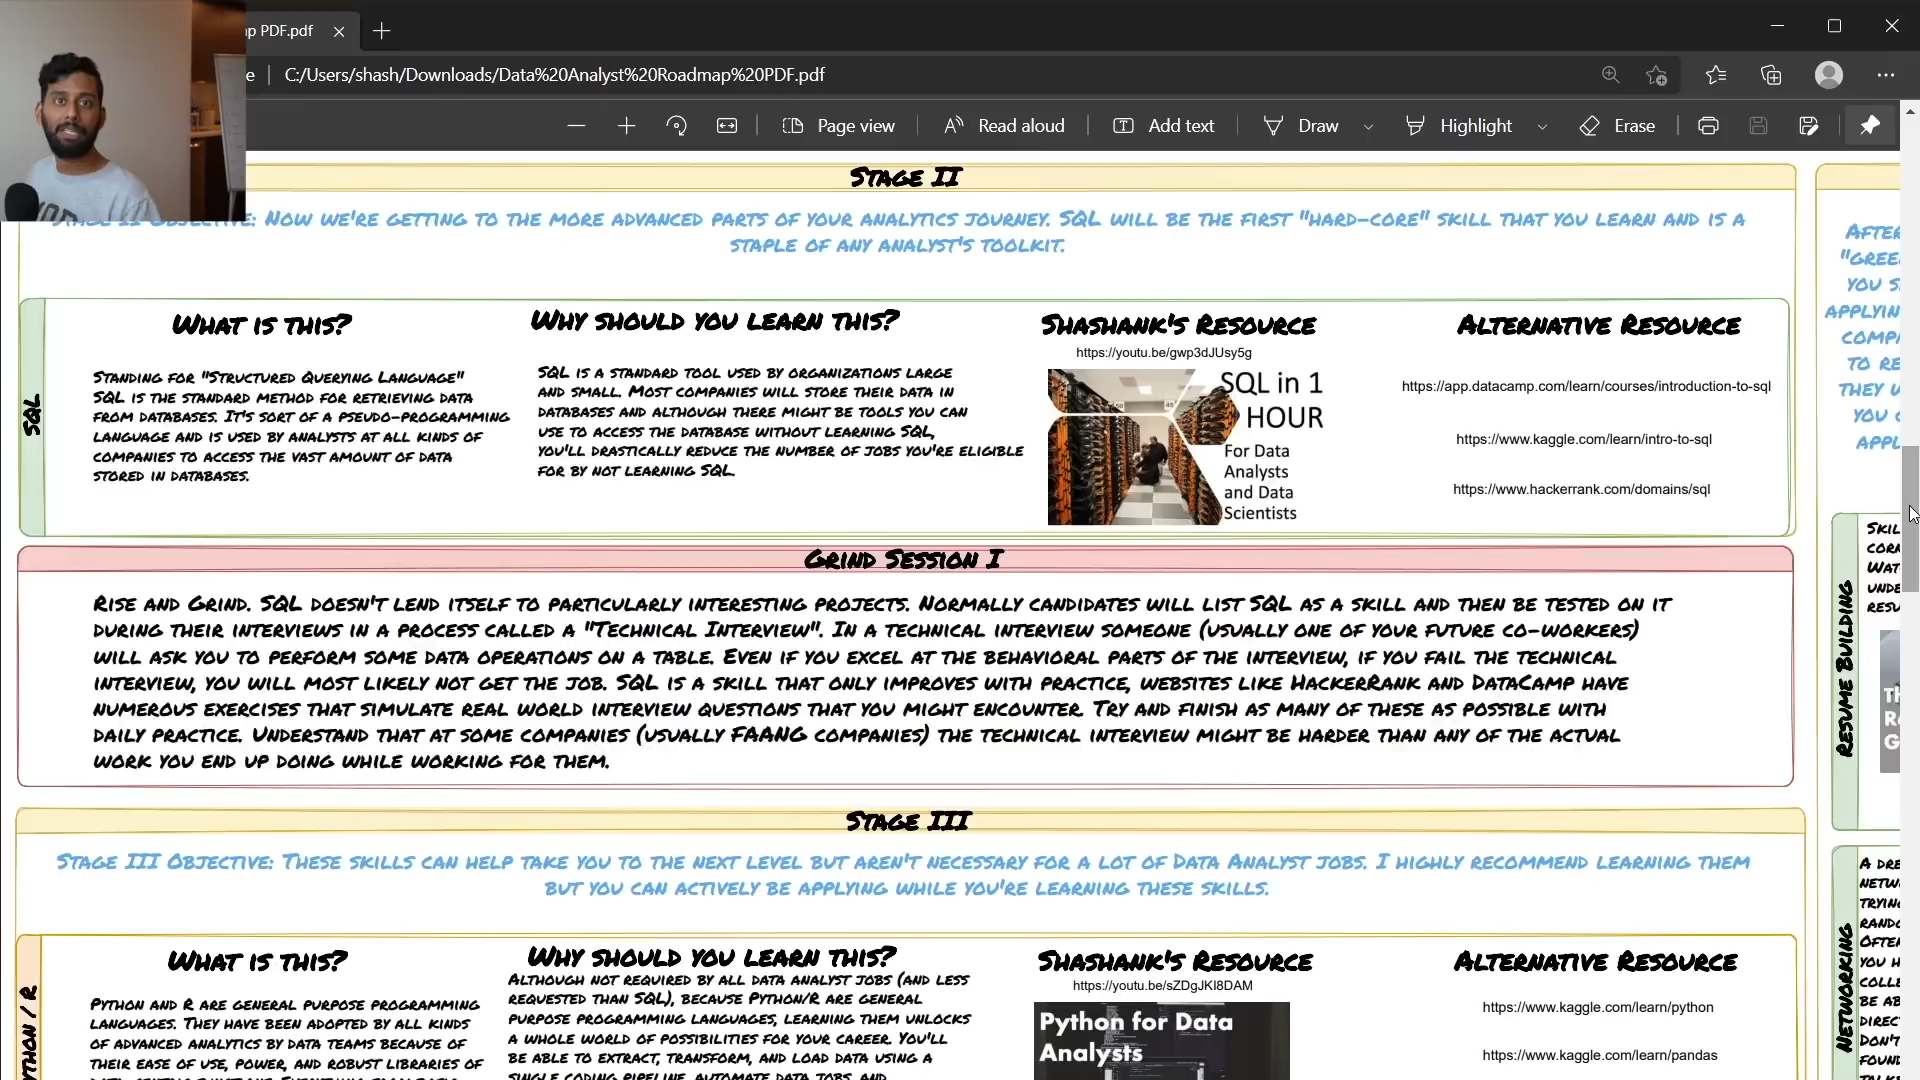 ap PDF.pdf
C:/Users/shash/Downloads/Data%20Analyst%20Roadmap%20PDF.pdf
Page view
Read aloud
Add text
Draw
Highlight
Erase
Stage II
Stage II Objective: Now we're getting to the more advanced parts of your analytics journey. SQL will be the first "hard-core" skill that you learn and is a
staple of any analyst's toolkit.
SQL
What is this?
Standing for "Structured Querying Language"
SQL is the standard method for retrieving data
from databases. It's sort of a pseudo-programming
language and is used by analysts at all kinds of
companies to access the vast amount of data
stored in databases.
Why should you learn this?
SQL is a standard tool used by organizations large
and small. Most companies will store their data in
databases and although there might be tools you can
use to access the database without learning SQL,
you'll drastically reduce the number of jobs you're eligible
for by not learning SQL.
Shashank's Resource
https://youtu.be/gwp3dJUsy5g
SQL in 1
HOUR
For Data
Analysts
and Data
Scientists
Alternative Resource
https://app.datacamp.com/learn/courses/introduction-to-sql
https://www.kaggle.com/learn/intro-to-sql
https://www.hackerrank.com/domains/sql
Grind Session I
Rise and Grind. SQL doesn't lend itself to particularly interesting projects. Normally candidates will list SQL as a skill and then be tested on it
during their interviews in a process called a "Technical Interview". In a technical interview someone (usually one of your future co-workers)
will ask you to perform some data operations on a table. Even if you excel at the behavioral parts of the interview, if you fail the technical
interview, you will most likely not get the job. SQL is a skill that only improves with practice, websites like HackerRank and DataCamp have
numerous exercises that simulate real world interview questions that you might encounter. Try and finish as many of these as possible with
daily practice. Understand that at some companies (usually FAANG companies) the technical interview might be harder than any of the actual
work you end up doing while working for them.
Stage III
Stage III Objective: These skills can help take you to the next level but aren't necessary for a lot of Data Analyst jobs. I highly recommend learning them
but you can actively be applying while you're learning these skills.
What is this?
Python and R are general purpose programming
languages. They have been adopted by all kinds
of advanced analytics by data teams because of
their ease of use, power, and robust libraries of
Why should you learn this?
Although not required by all data analyst jobs (and less
requested than SQL), because Python/R are general
purpose programming languages, learning them unlocks
a whole world of possibilities for your career. You'll
be able to extract, transform, and load data using a
single coding pipeline, automate data jobs, and
Shashank's Resource
https://youtu.be/sZDgJKI8DAM
Python for Data
Analysts
Alternative Resource
https://www.kaggle.com/learn/python
https://www.kaggle.com/learn/pandas
Resume Building
Networking